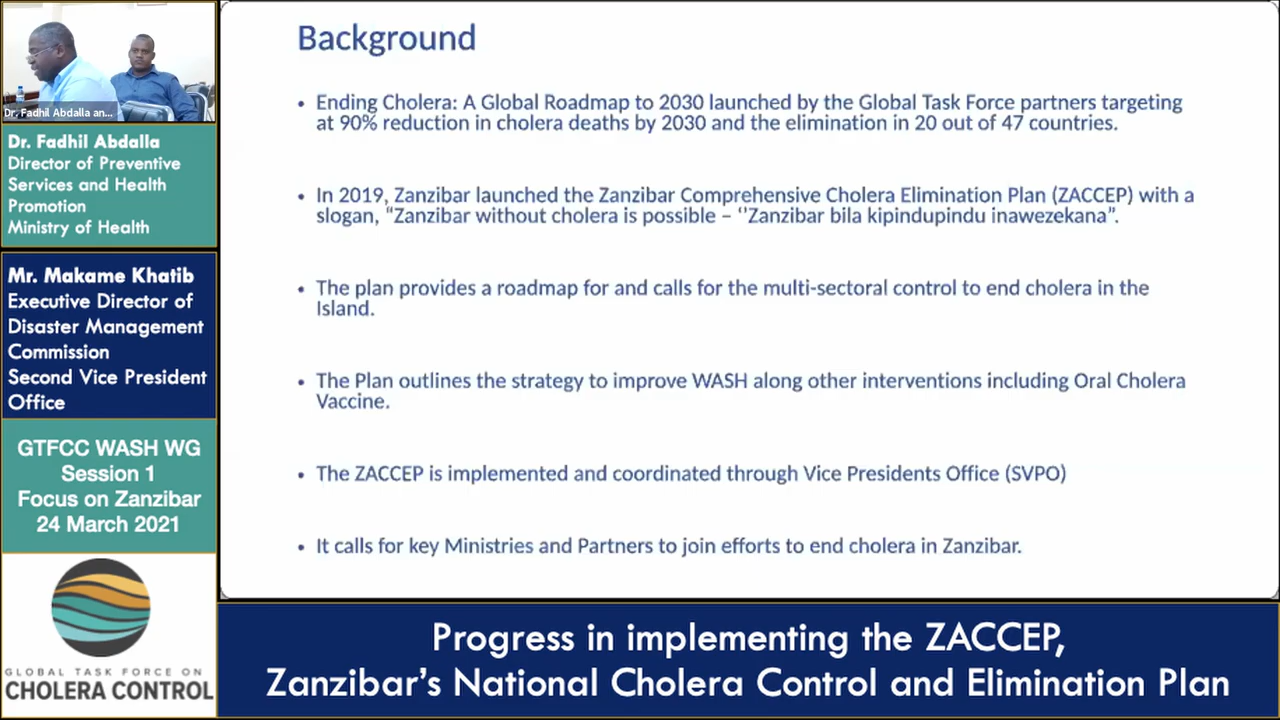 Background
• Ending Cholera: A Global Roadmap to 2030 launched by the Global Task Force partners targeting
at 90% reduction in cholera deaths by 2030 and the elimination in 20 out of 47 countries.
• In 2019, Zanzibar launched the Zanzibar Comprehensive Cholera Elimination Plan (ZACCEP) with a
slogan, “Zanzibar without cholera is possible – ‘’Zanzibar bila kipindupindu inawezekana”.
• The plan provides a roadmap for and calls for the multi-sectoral control to end cholera in the
Island.
• The Plan outlines the strategy to improve WASH along other interventions including Oral Cholera
Vaccine.
• The ZACCEP is implemented and coordinated through Vice Presidents Office (SVPO)
• It calls for key Ministries and Partners to join efforts to end cholera in Zanzibar.
Dr, Fadhil Abdalla an...
Dr. Fadhil Abdalla
Director of Preventive
Services and Health
Promotion
Ministry of Health
Mr. Makame Khatib
Executive Director of
Disaster Management
Commission
Second Vice President
Office
GTFCC WASH WG
Session 1
Focus on Zanzibar
24 March 2021
GLOBAL TASK FORCE ON
CHOLERA CONTROL
Progress in implementing the ZACCEP,
Zanzibar’s National Cholera Control and Elimination Plan